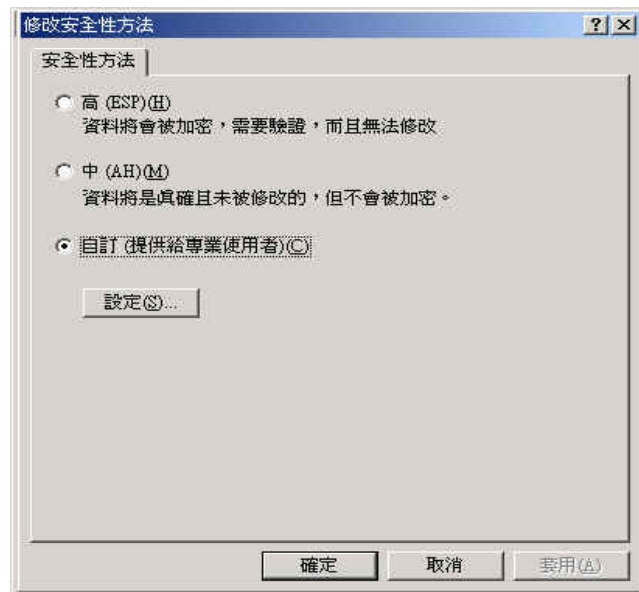 修改安全性方法
安全性方法
高 (ESP)(H)
資料將會被加密，需要驗證，而且無法修改
中 (AH)(M)
資料將是真確且未被修改的，但不會被加密。
自訂 (提供給專業使用者)(C)
設定(S)...
確定 取消 套用(A)